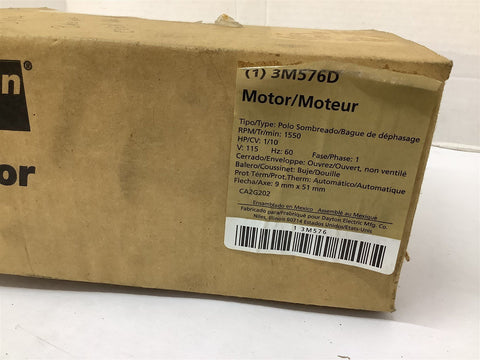 n®
or
(1) 3M576D
Motor/Moteur
Tipo/Type: Polo Sombreado/Bague de déphasage
RPM/Tr/min: 1550
HP/CV: 1/10
V: 115 Hz: 60 Fase/Phase: 1
Cerrado/Enveloppe: Ouvrez/Ouvert, non ventilé
Balero/Coussinet: Buje/Douille
Prot Term/Prot.Therm: Automático/Automatique
Flecha/Axe: 9 mm x 51 mm
CA2G202
Ensamblado en Mexico Assemblé au Mexique
Fabricado para/Fabriqué pour Dayton Electric Mfg. Co.
Niles, Illinois 60714 Estados Unidos/Etats-Unis
1 3M576